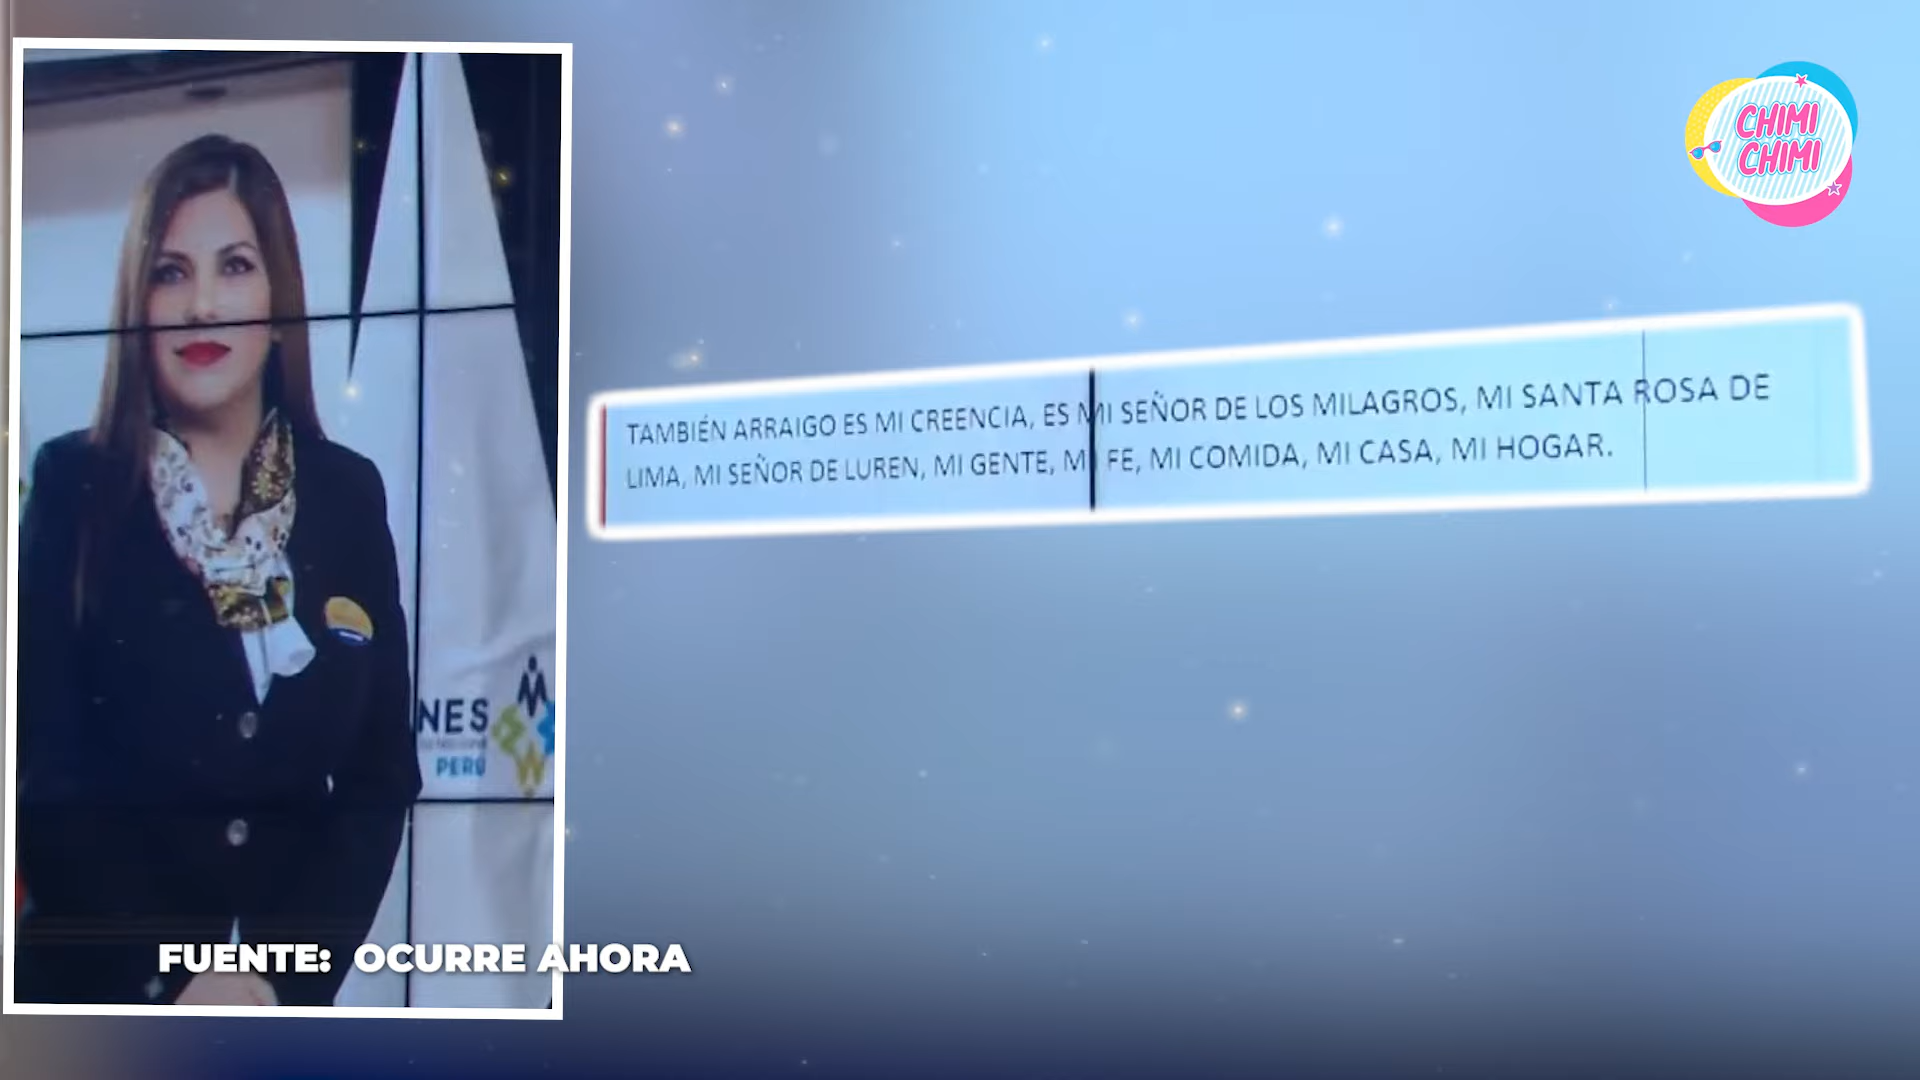 CHIMI
CHIMI
TAMBIÉN ARRAIGO ES MI CREENCIA, ES MI SEÑOR DE LOS MILAGROS, MI SANTA ROSA DE
LIMA, MI SEÑOR DE LUREN, MI GENTE, MI FE, MI COMIDA, MI CASA, MI HOGAR.
NES
PERÚ
FUENTE: OCURRE AHORA